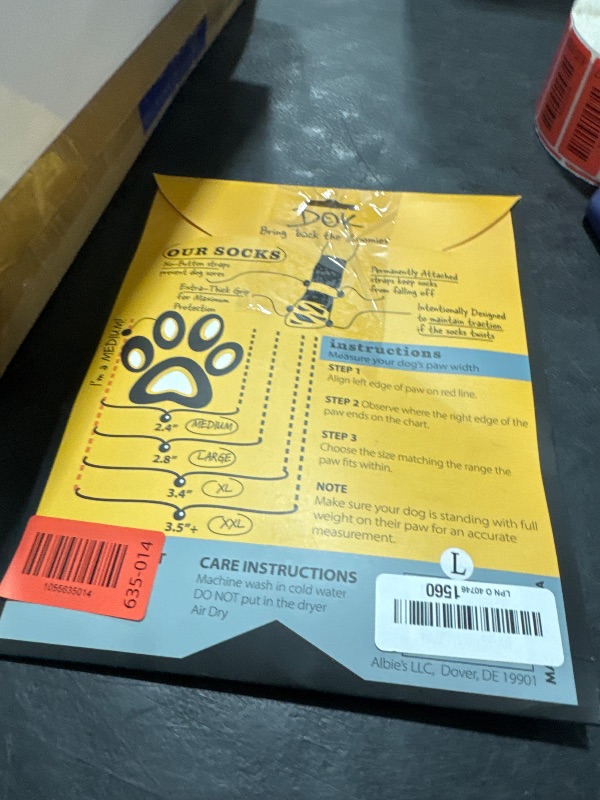 DOK
Bring back the
OUR SOCKS
No-Button straps
prevent dog sores
Extra-Thick Grip
for Maximum
Protection
Permanently Attached
straps keep socks
from falling off
Intentionally Designed
to maintain traction
if the socks twists
I'm a MEDIUM!
2.4" MEDIUM
2.8" LARGE
3.4" XL
3.5"+ XXL
instructions
Measure your dog's paw width
STEP 1
Align left edge of paw on red line.
STEP 2 Observe where the right edge of the
paw ends on the chart.
STEP 3
Choose the size matching the range the
paw fits within.
NOTE
Make sure your dog is standing with full
weight on their paw for an accurate
measurement.
1055635014
635-014
CARE INSTRUCTIONS
Machine wash in cold water
DO NOT put in the dryer
Air Dry
L
LPN O 40746
1560
Albie's LLC, Dover, DE 19901